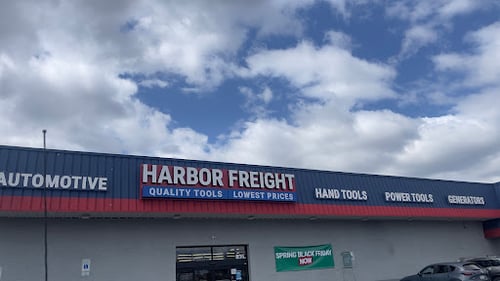 AUTOMOTIVE
HARBOR FREIGHT
QUALITY TOOLS LOWEST PRICES
HAND TOOLS
POWER TOOLS
GENERATORS
SPRING BLACK FRIDAY
NOW